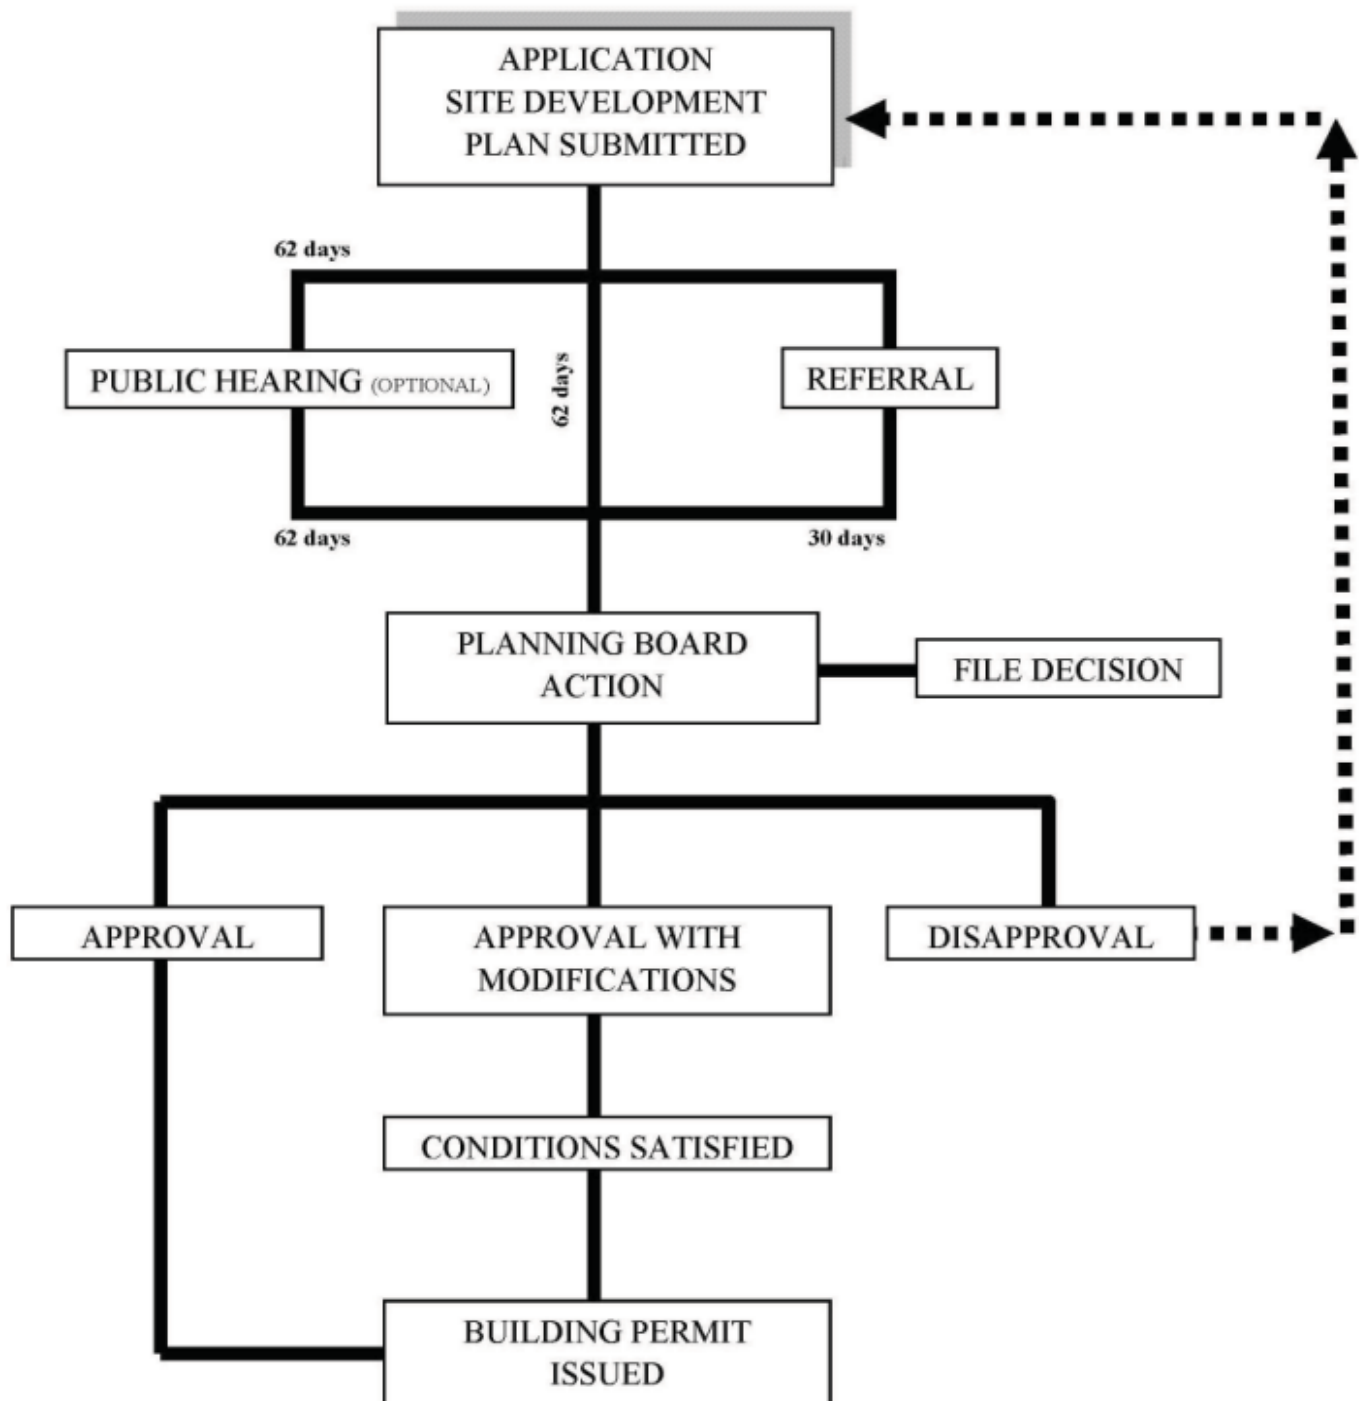 APPLICATION
SITE DEVELOPMENT
PLAN SUBMITTED
62 days
PUBLIC HEARING (OPTIONAL)
62 days
REFERRAL
62 days
30 days
PLANNING BOARD
ACTION
FILE DECISION
APPROVAL
APPROVAL WITH
MODIFICATIONS
DISAPPROVAL
CONDITIONS SATISFIED
BUILDING PERMIT
ISSUED